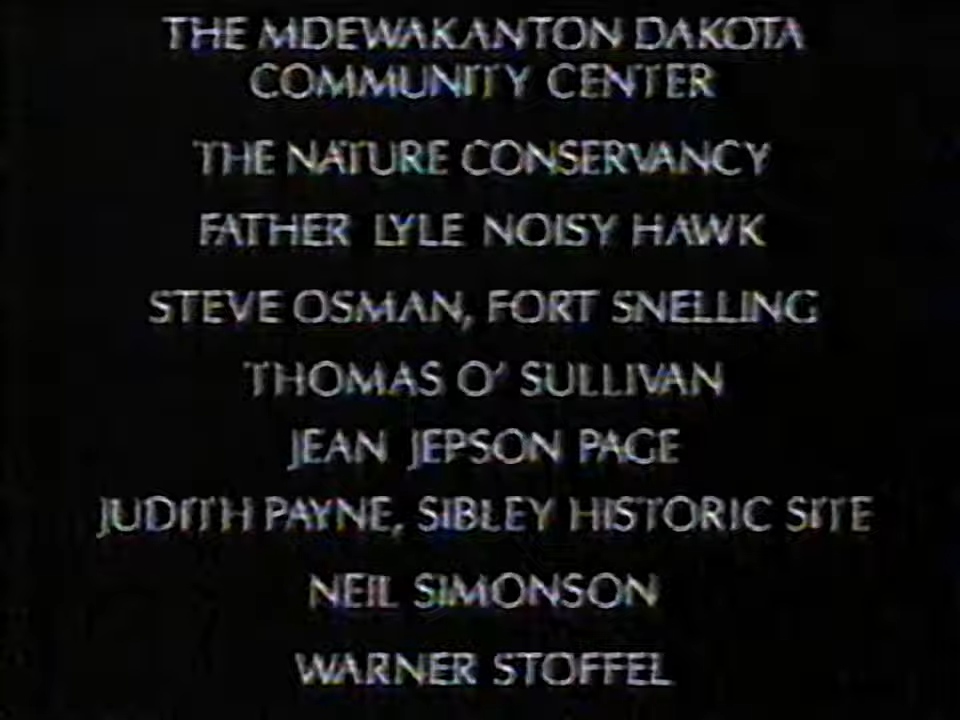 THE MDEWAKANTON DAKOTA
COMMUNITY CENTER
THE NATURE CONSERVANCY
FATHER LYLE NOISY HAWK
STEVE OSMAN, FORT SNELLING
THOMAS O' SULLIVAN
JEAN JEPSON PAGE
JUDITH PAYNE, SIBLEY HISTORIC SITE
NEIL SIMONSON
WARNER STOFFEL